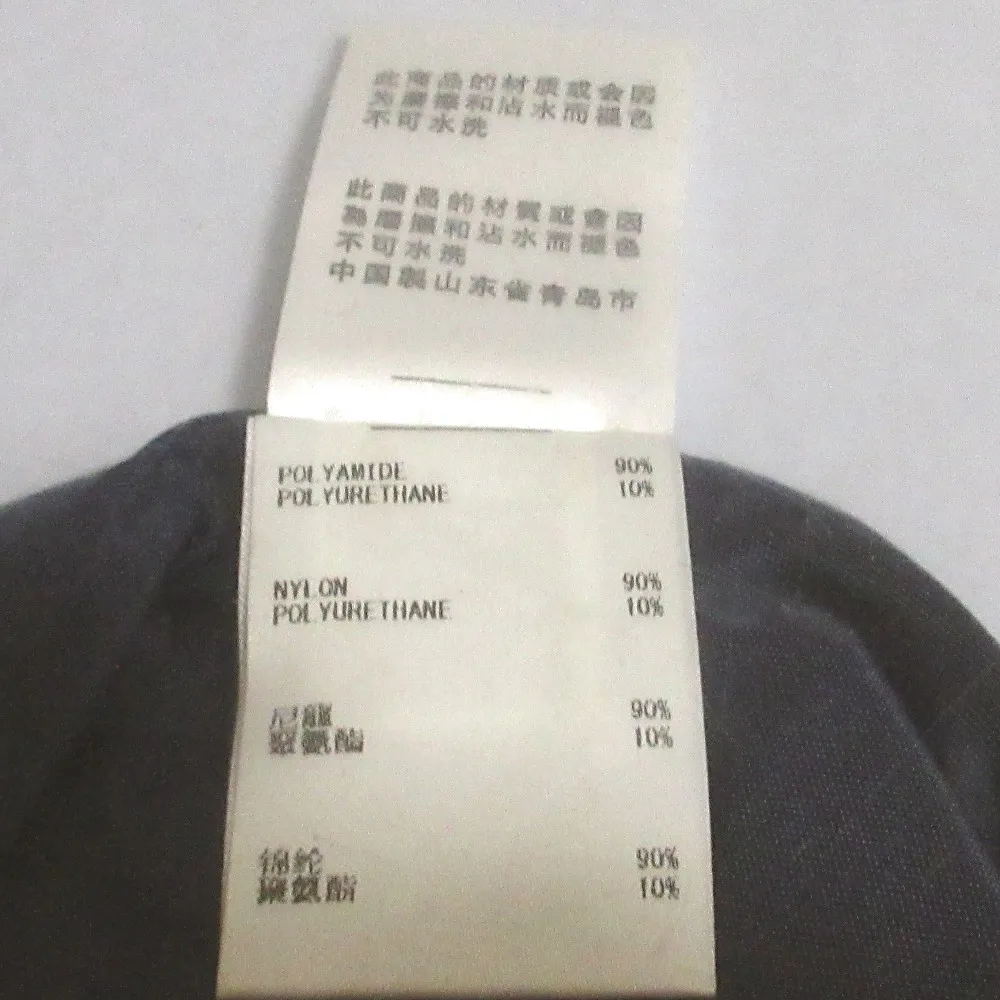 此商品的材质或会因
为磨擦和沾水而褪色
不可水洗
此商品的材質或會因
為磨擦和沾水而褪色
不可水洗
中国製山东省青岛市
POLYAMIDE 90%
POLYURETHANE 10%
NYLON 90%
POLYURETHANE 10%
尼龍 90%
聚氨酯 10%
锦纶 90%
聚氨酯 10%